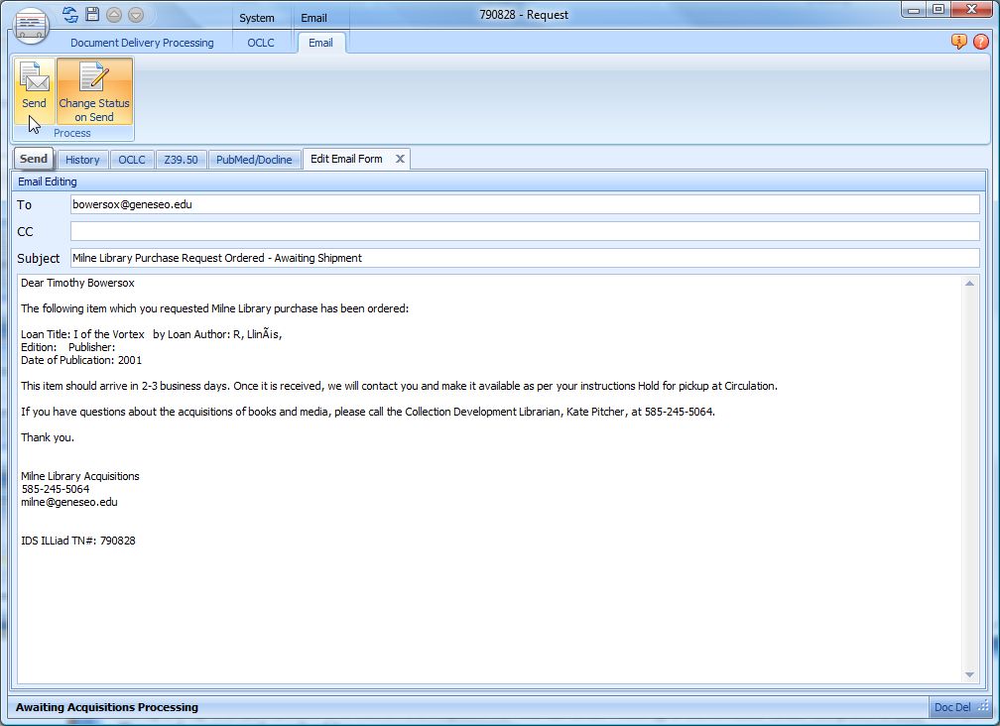 System Email 790828 - Request
Document Delivery Processing OCLC Email
Send Change Status on Send
Process
Send History OCLC Z39.50 PubMed/Docline Edit Email Form X
Email Editing
To bowersox@geneseo.edu
CC
Subject Milne Library Purchase Request Ordered - Awaiting Shipment
Dear Timothy Bowersox
The following item which you requested Milne Library purchase has been ordered:
Loan Title: I of the Vortex by Loan Author: R, LlinÃ¡s,
Edition: Publisher:
Date of Publication: 2001
This item should arrive in 2-3 business days. Once it is received, we will contact you and make it available as per your instructions Hold for pickup at Circulation.
If you have questions about the acquisitions of books and media, please call the Collection Development Librarian, Kate Pitcher, at 585-245-5064.
Thank you.
Milne Library Acquisitions
585-245-5064
milne@geneseo.edu
IDS ILLiad TN#: 790828
Awaiting Acquisitions Processing Doc Del